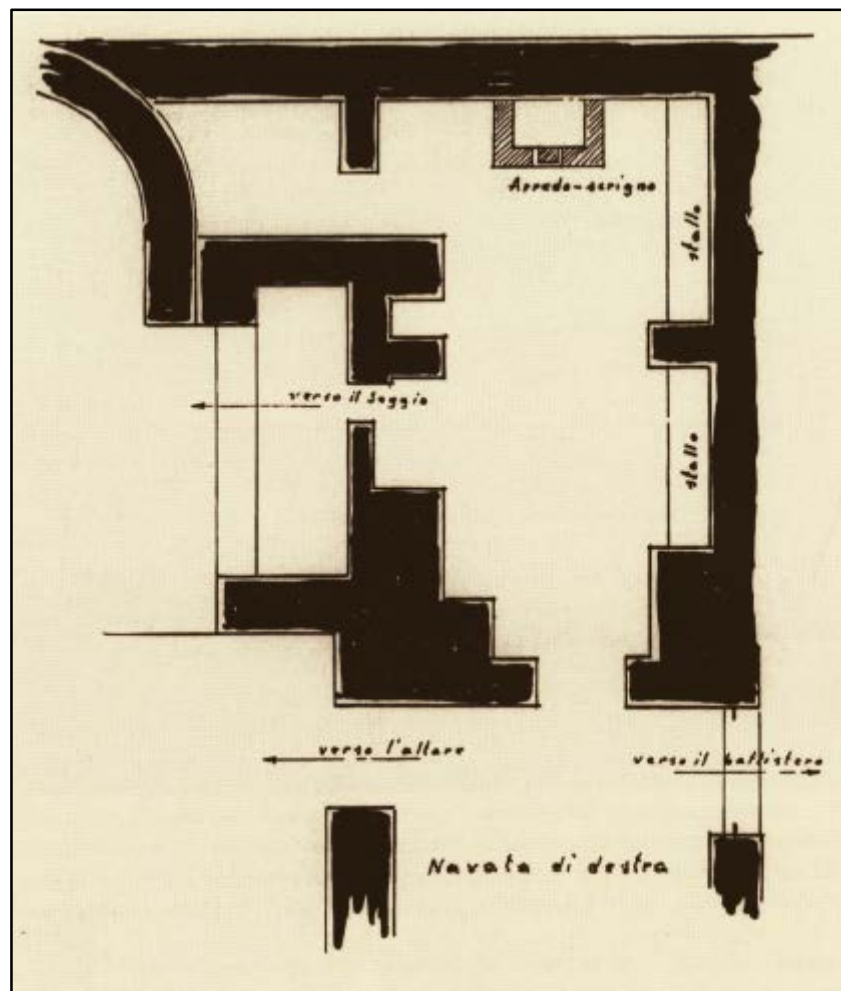 Arredo-scrigno
stallo
verso il Seggio
stallo
verso l'altare
verso il battistero
Navata di destra